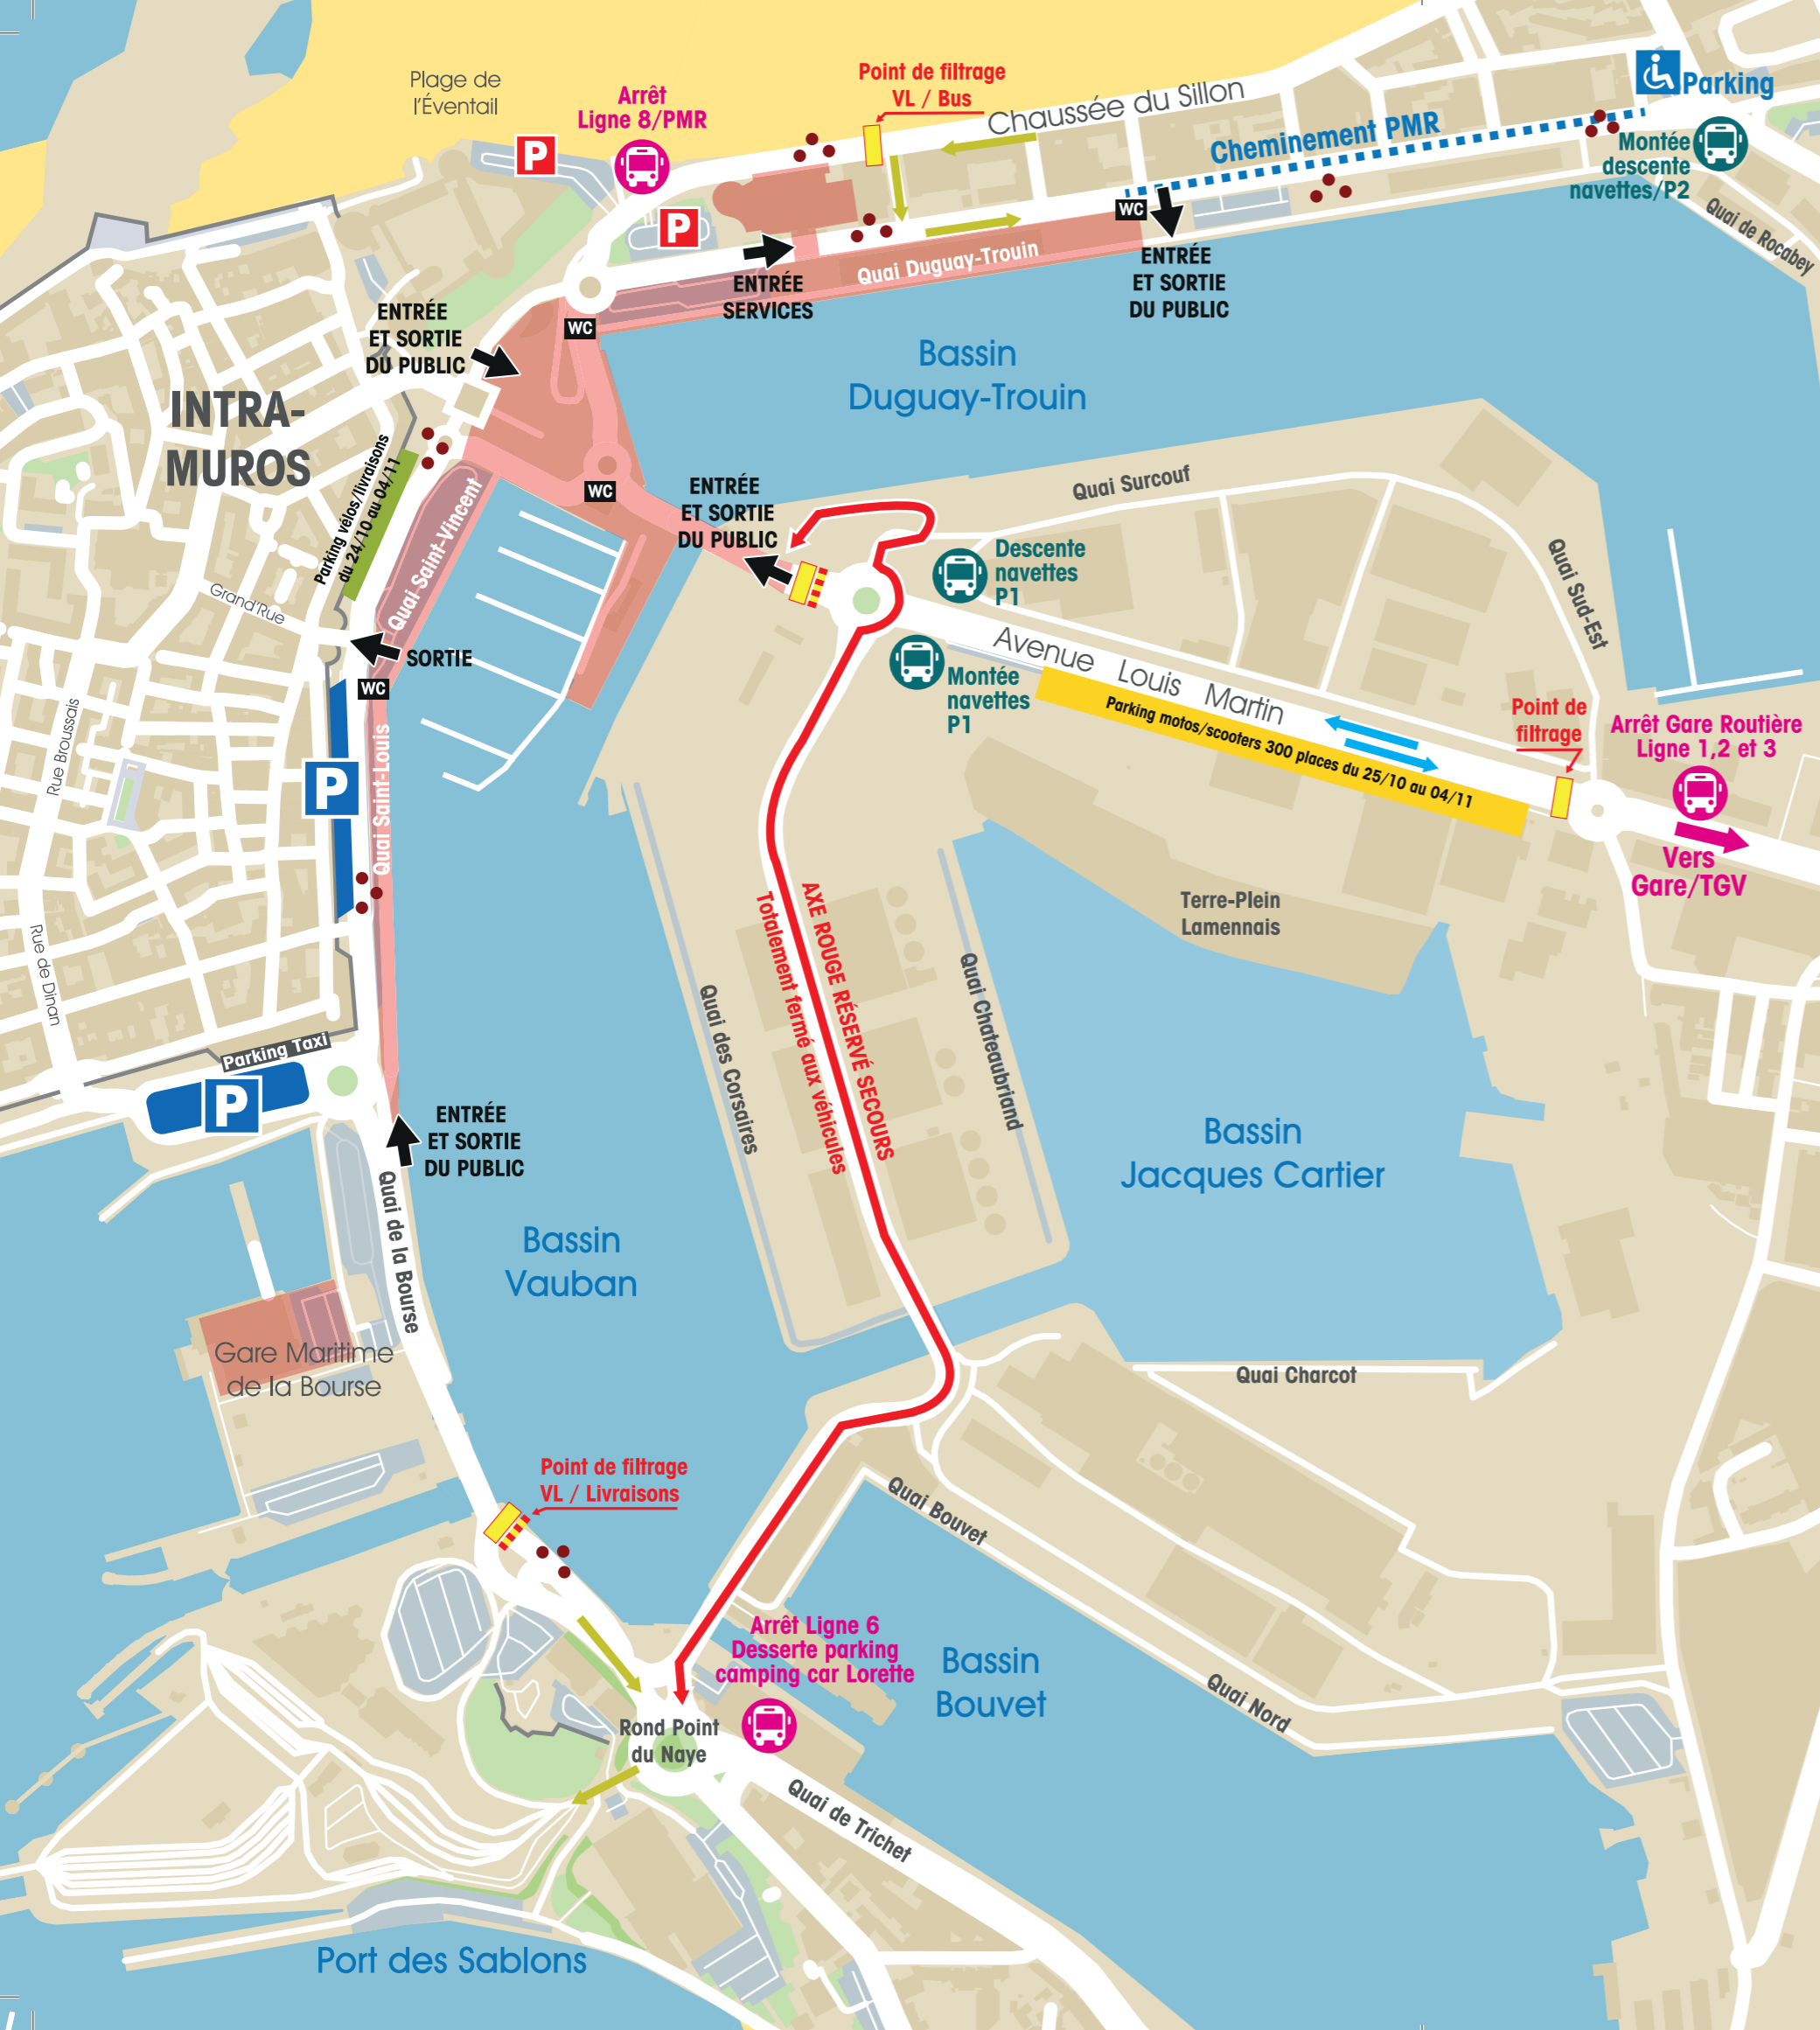 Plage de
l'Éventail
P
Arrêt
Ligne 8/PMR
P
Point de filtrage
VL / Bus
Chaussée du Sillon
Cheminement PMR
Parking
Montée
descente
navettes/P2
Quai de Rocabey
WC
ENTRÉE
ET SORTIE
DU PUBLIC
Quai Duguay-Trouin
ENTRÉE
SERVICES
WC
ENTRÉE
ET SORTIE
DU PUBLIC
INTRA-
MUROS
Bassin
Duguay-Trouin
Parking vélos/livraisons
du 24/10 au 04/11
Quai-Saint-Vincent
WC
ENTRÉE
ET SORTIE
DU PUBLIC
Quai Surcouf
Quai Sud-Est
Descente
navettes
P1
Montée
navettes
P1
Avenue Louis Martin
Parking motos/scooters 300 places du 25/10 au 04/11
Point de
filtrage
Arrêt Gare Routière
Ligne 1,2 et 3
Vers
Gare/TGV
Grand'Rue
SORTIE
WC
Rue Broussais
P
Quai Saint-Louis
Rue de Dinan
Terre-Plein
Lamennais
AXE ROUGE RÉSERVÉ SECOURS
Totalement fermé aux véhicules
Quai des Corsaires
Quai Chateaubriand
Parking Taxi
P
ENTRÉE
ET SORTIE
DU PUBLIC
Quai de la Bourse
Bassin
Jacques Cartier
Bassin
Vauban
Gare Maritime
de la Bourse
Quai Charcot
Point de filtrage
VL / Livraisons
Quai Bouvet
Arrêt Ligne 6
Desserte parking
camping car Lorette
Bassin
Bouvet
Quai Nord
Rond Point
du Naye
Quai de Trichet
Port des Sablons